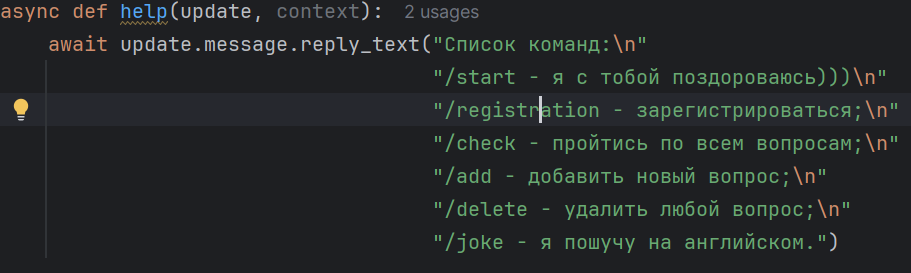 async def help(update, context):  2 usages
    await update.message.reply_text("Список команд:\n"
                                    "/start - я с тобой поздороваюсь)))\n"
                                    "/registration - зарегистрироваться;\n"
                                    "/check - пройтись по всем вопросам;\n"
                                    "/add - добавить новый вопрос;\n"
                                    "/delete - удалить любой вопрос;\n"
                                    "/joke - я пошучу на английском.")